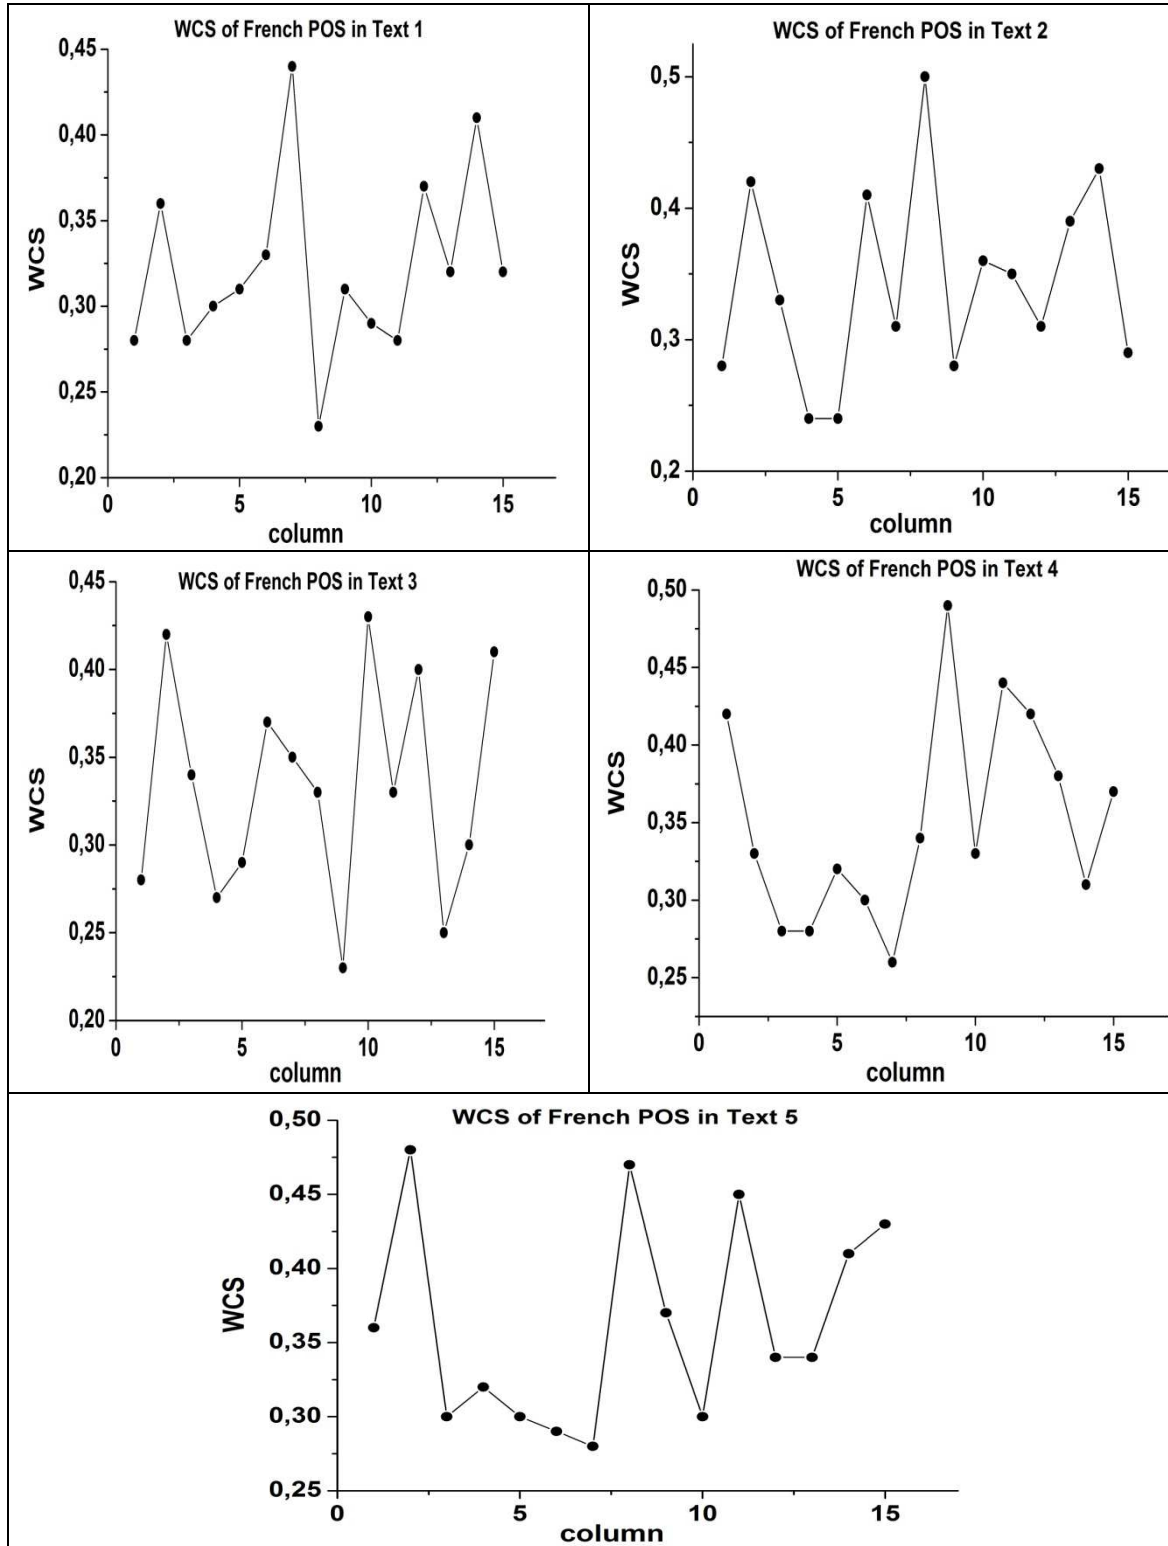 WCS of French POS in Text 1
0,45
0,40
0,35
0,30
0,25
0,20
WCS
0 5 10 15
column
WCS of French POS in Text 2
0,5
0,4
0,3
0,2
WCS
0 5 10 15
column
WCS of French POS in Text 3
0,45
0,40
0,35
0,30
0,25
0,20
WCS
0 5 10 15
column
WCS of French POS in Text 4
0,50
0,45
0,40
0,35
0,30
0,25
WCS
0 5 10 15
column
WCS of French POS in Text 5
0,50
0,45
0,40
0,35
0,30
0,25
WCS
0 5 10 15
column